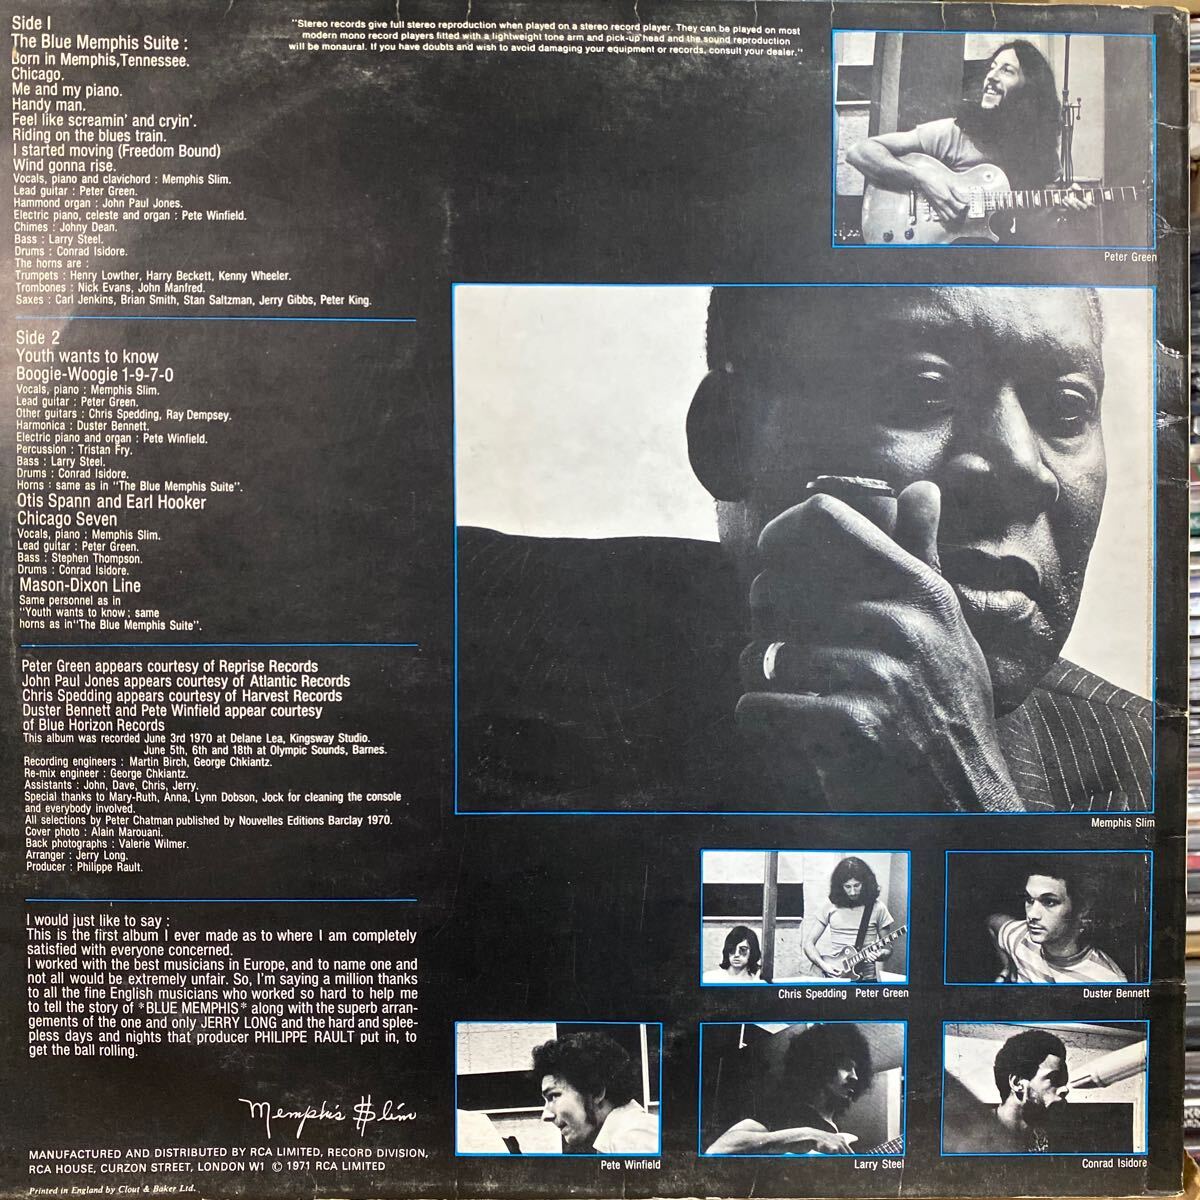 Side I
The Blue Memphis Suite :
Born in Memphis,Tennessee.
Chicago.
Me and my piano.
Handy man.
Feel like screamin' and cryin'.
Riding on the blues train.
I started moving (Freedom Bound)
Wind gonna rise.
Vocals, piano and clavichord : Memphis Slim.
Lead guitar : Peter Green.
Hammond organ : John Paul Jones.
Electric piano, celeste and organ : Pete Winfield.
Chimes : Johny Dean.
Bass : Larry Steel.
Drums : Conrad Isidore.
The horns are :
Trumpets : Henry Lowther, Harry Beckett, Kenny Wheeler.
Trombones : Nick Evans, John Manfred.
Saxes : Carl Jenkins, Brian Smith, Stan Saltzman, Jerry Gibbs, Peter King.
"Stereo records give full stereo reproduction when played on a stereo record player. They can be played on most
modern mono record players fitted with a lightweight tone arm and pick-up head and the sound reproduction
will be monaural. If you have doubts and wish to avoid damaging your equipment or records, consult your dealer."
Peter Green
Side 2
Youth wants to know
Boogie-Woogie 1-9-7-0
Vocals, piano : Memphis Slim.
Lead guitar : Peter Green.
Other guitars : Chris Spedding, Ray Dempsey.
Harmonica : Duster Bennett.
Electric piano and organ : Pete Winfield.
Percussion : Tristan Fry.
Bass : Larry Steel.
Drums : Conrad Isidore.
Horns : same as in "The Blue Memphis Suite".
Otis Spann and Earl Hooker
Chicago Seven
Vocals, piano : Memphis Slim.
Lead guitar : Peter Green.
Bass : Stephen Thompson.
Drums : Conrad Isidore.
Mason-Dixon Line
Same personnel as in
"Youth wants to know ; same
horns as in"The Blue Memphis Suite".
Peter Green appears courtesy of Reprise Records
John Paul Jones appears courtesy of Atlantic Records
Chris Spedding appears courtesy of Harvest Records
Duster Bennett and Pete Winfield appear courtesy
of Blue Horizon Records
This album was recorded June 3rd 1970 at Delane Lea, Kingsway Studio.
June 5th, 6th and 18th at Olympic Sounds, Barnes.
Recording engineers : Martin Birch, George Chkiantz.
Re-mix engineer : George Chkiantz.
Assistants : John, Dave, Chris, Jerry.
Special thanks to Mary-Ruth, Anna, Lynn Dobson, Jock for cleaning the console
and everybody involved.
All selections by Peter Chatman published by Nouvelles Editions Barclay 1970.
Cover photo : Alain Marouani.
Back photographs : Valerie Wilmer.
Arranger : Jerry Long.
Producer : Philippe Rault.
Memphis Slim
I would just like to say :
This is the first album I ever made as to where I am completely
satisfied with everyone concerned.
I worked with the best musicians in Europe, and to name one and
not all would be extremely unfair. So, I'm saying a million thanks
to all the fine English musicians who worked so hard to help me
to tell the story of *BLUE MEMPHIS* along with the superb arran-
gements of the one and only JERRY LONG and the hard and splee-
pless days and nights that producer PHILIPPE RAULT put in, to
get the ball rolling.
Memphis $lim
Chris Spedding Peter Green
Duster Bennett
Pete Winfield
Larry Steel
Conrad Isidore
MANUFACTURED AND DISTRIBUTED BY RCA LIMITED, RECORD DIVISION,
RCA HOUSE, CURZON STREET, LONDON W1 © 1971 RCA LIMITED
Printed in England by Clout & Baker Ltd.